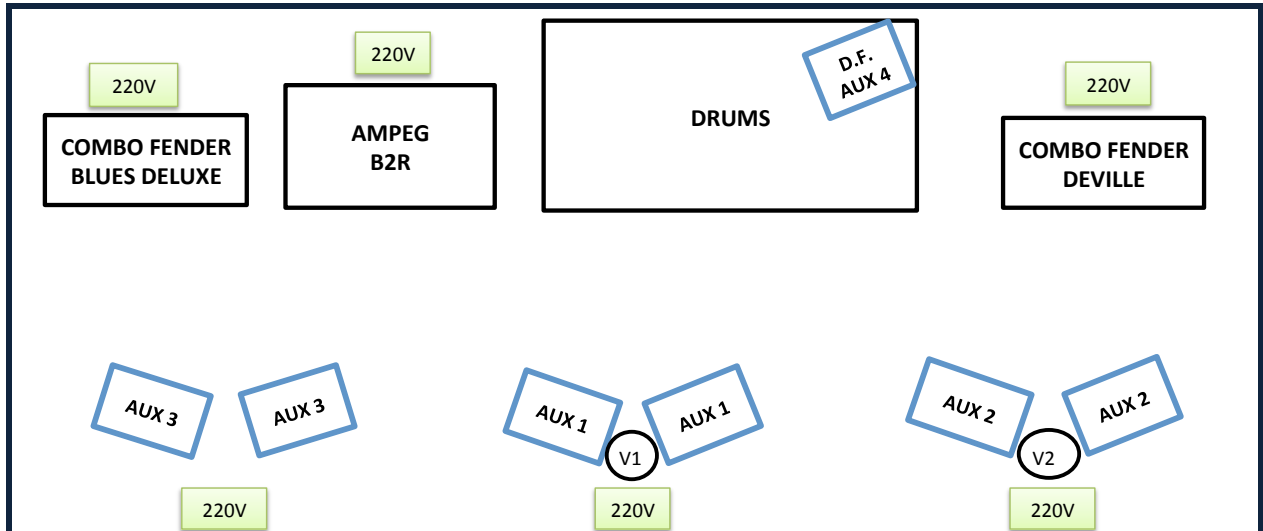 220V
220V
220V
COMBO FENDER
BLUES DELUXE
AMPEG
B2R
DRUMS
D.F.
AUX 4
COMBO FENDER
DEVILLE
AUX 3
AUX 3
AUX 1
AUX 1
AUX 2
AUX 2
V1
V2
220V
220V
220V